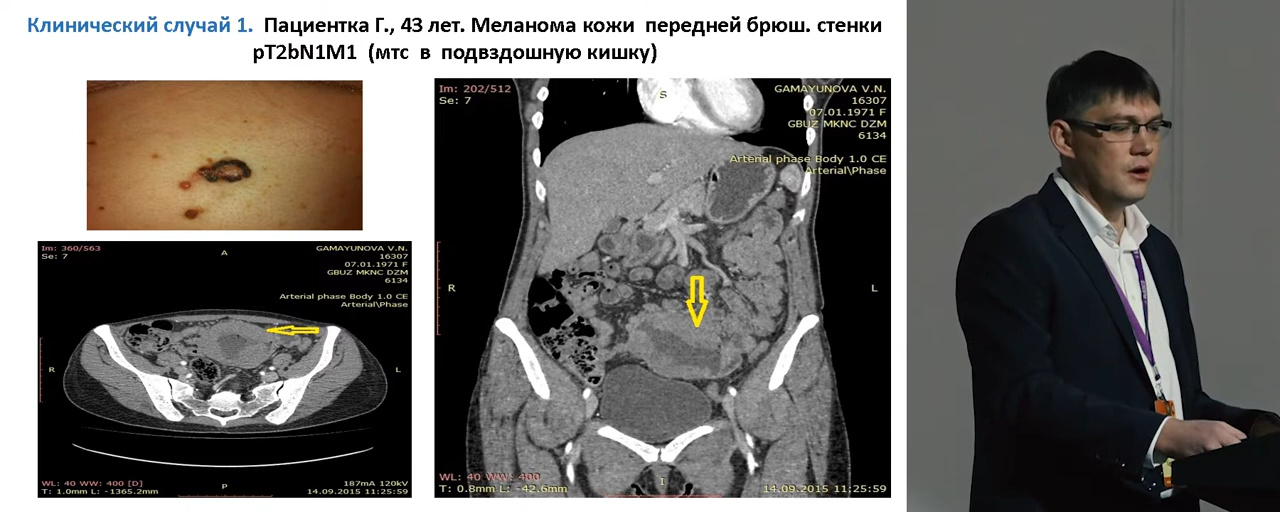 Клинический случай 1. Пациентка Г., 43 лет. Меланома кожи передней брюш. стенки
pT2bN1M1 (мтс в подвздошную кишку)
Im: 360/563
Se: 7
A
GAMAYUNOVA V.N.
16307
07.01.1971 F
GBUZ MKNC DZM
6134
Arterial phase Body 1.0 CE
Arterial\Phase
R
L
WL: 40 WW: 400 [D]
T: 1.0mm L: -1365.2mm
P
187mA 120kV
14.09.2015 11:25:59
Im: 202/512
Se: 7
S
GAMAYUNOVA V.N.
16307
07.01.1971 F
GBUZ MKNC DZM
6134
Arterial phase Body 1.0 CE
Arterial\Phase
R
L
WL: 40 WW: 400
T: 0.8mm L: -42.6mm
I
14.09.2015 11:25:59